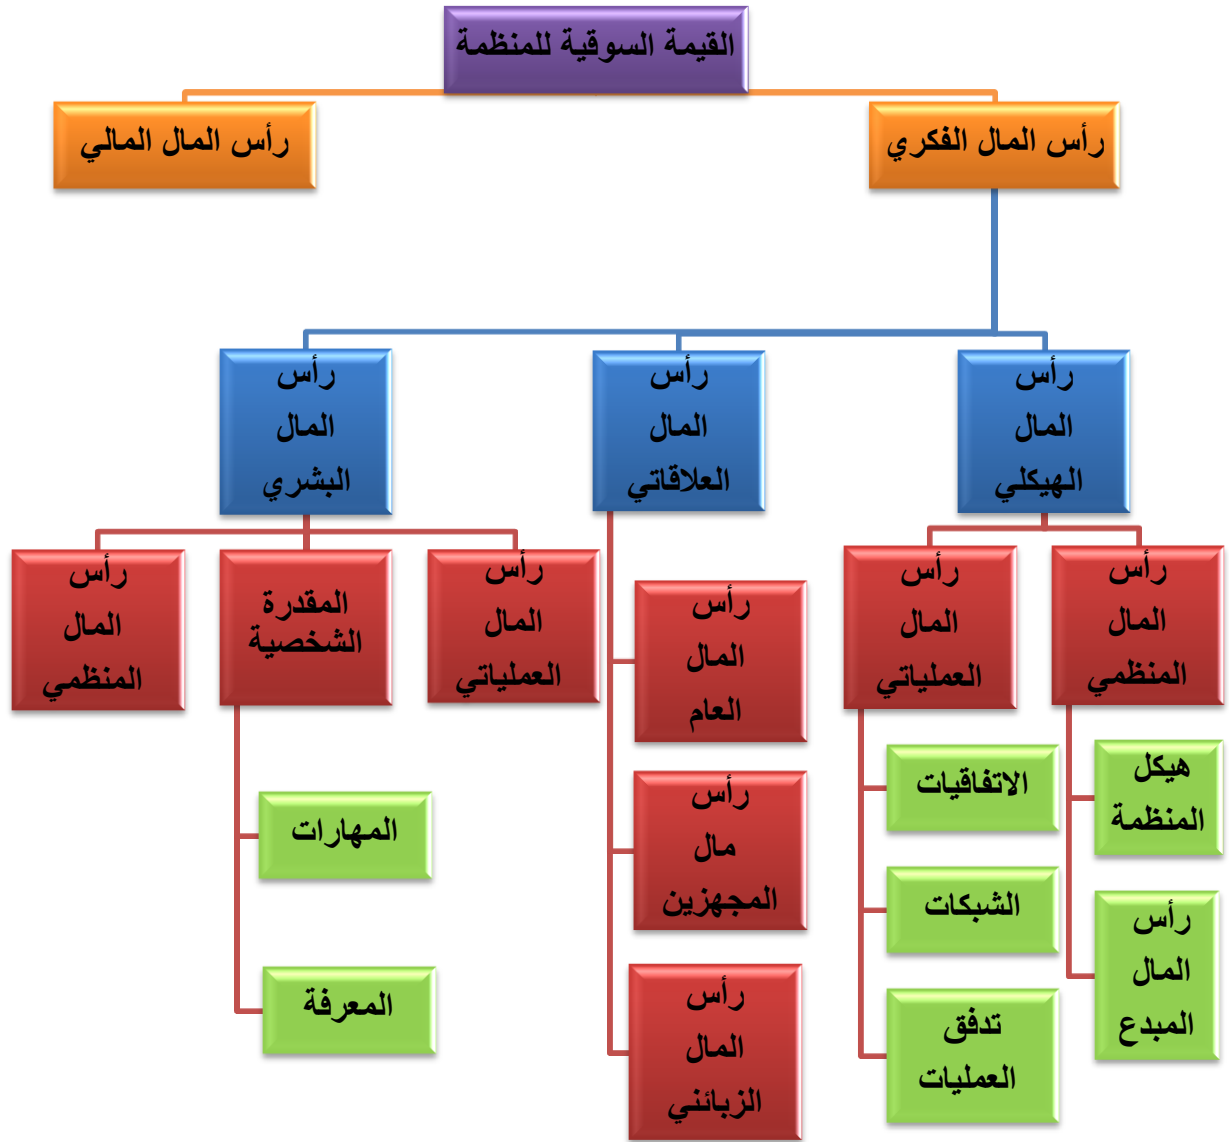 القيمة السوقية للمنظمة
رأس المال الفكري
رأس المال المالي
رأس
المال
الهيكلي
رأس
المال
العلاقاتي
رأس
المال
البشري
رأس
المال
المنظمي
رأس
المال
العملياتي
رأس
المال
العملياتي
المقدرة
الشخصية
رأس
المال
المنظمي
هيكل
المنظمة
رأس
المال
المبدع
الاتفاقيات
الشبكات
تدفق
العمليات
رأس
المال
العام
رأس
مال
المجهزين
رأس
المال
الزبائني
المهارات
المعرفة